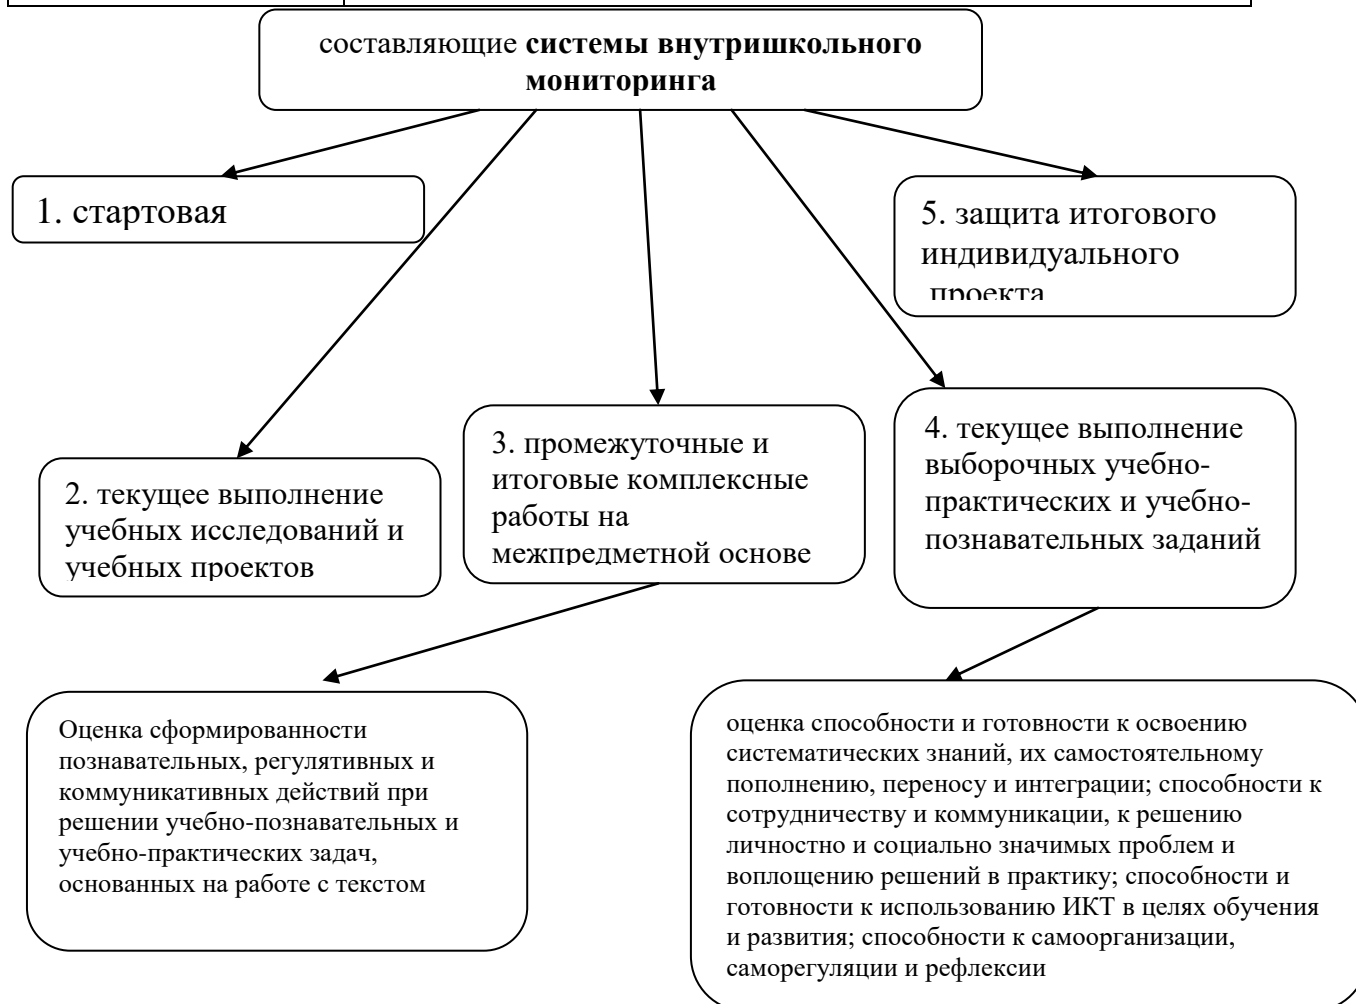 составляющие системы внутришкольного
мониторинга
1. стартовая
5. защита итогового
индивидуального
проекта
2. текущее выполнение
учебных исследований и
учебных проектов
3. промежуточные и
итоговые комплексные
работы на
межпредметной основе
4. текущее выполнение
выборочных учебно-
практических и учебно-
познавательных заданий
Оценка сформированности
познавательных, регулятивных и
коммуникативных действий при
решении учебно-познавательных и
учебно-практических задач,
основанных на работе с текстом
оценка способности и готовности к освоению
систематических знаний, их самостоятельному
пополнению, переносу и интеграции; способности к
сотрудничеству и коммуникации, к решению
личностно и социально значимых проблем и
воплощению решений в практику; способности и
готовности к использованию ИКТ в целях обучения
и развития; способности к самоорганизации,
саморегуляции и рефлексии